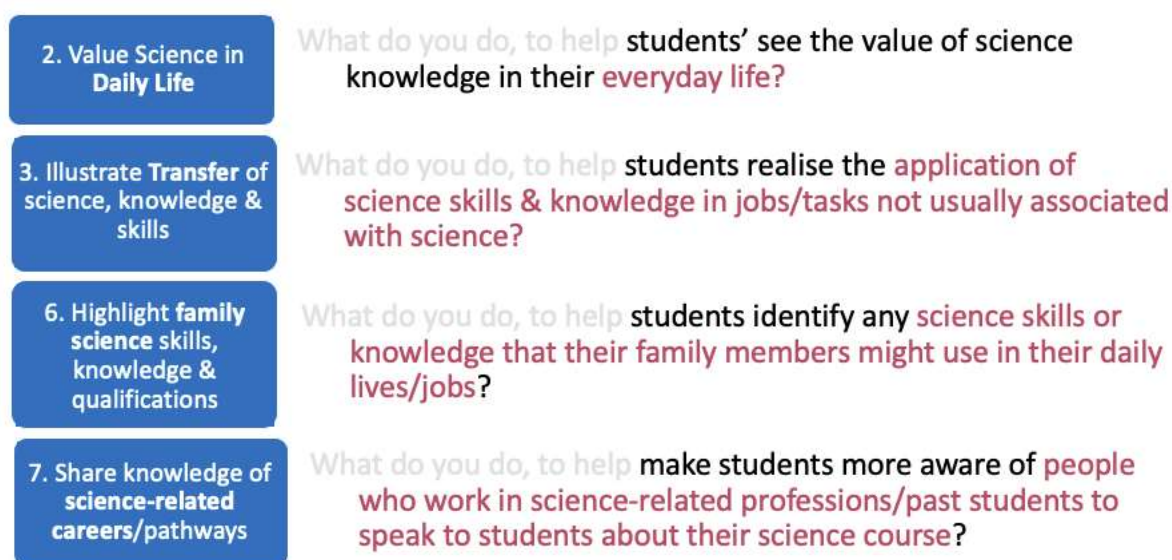 2. Value Science in
Daily Life
What do you do, to help students' see the value of science
knowledge in their everyday life?
3. Illustrate Transfer of
science, knowledge &
skills
What do you do, to help students realise the application of
science skills & knowledge in jobs/tasks not usually associated
with science?
6. Highlight family
science skills,
knowledge &
qualifications
What do you do, to help students identify any science skills or
knowledge that their family members might use in their daily
lives/jobs?
7. Share knowledge of
science-related
careers/pathways
What do you do, to help make students more aware of people
who work in science-related professions/past students to
speak to students about their science course?